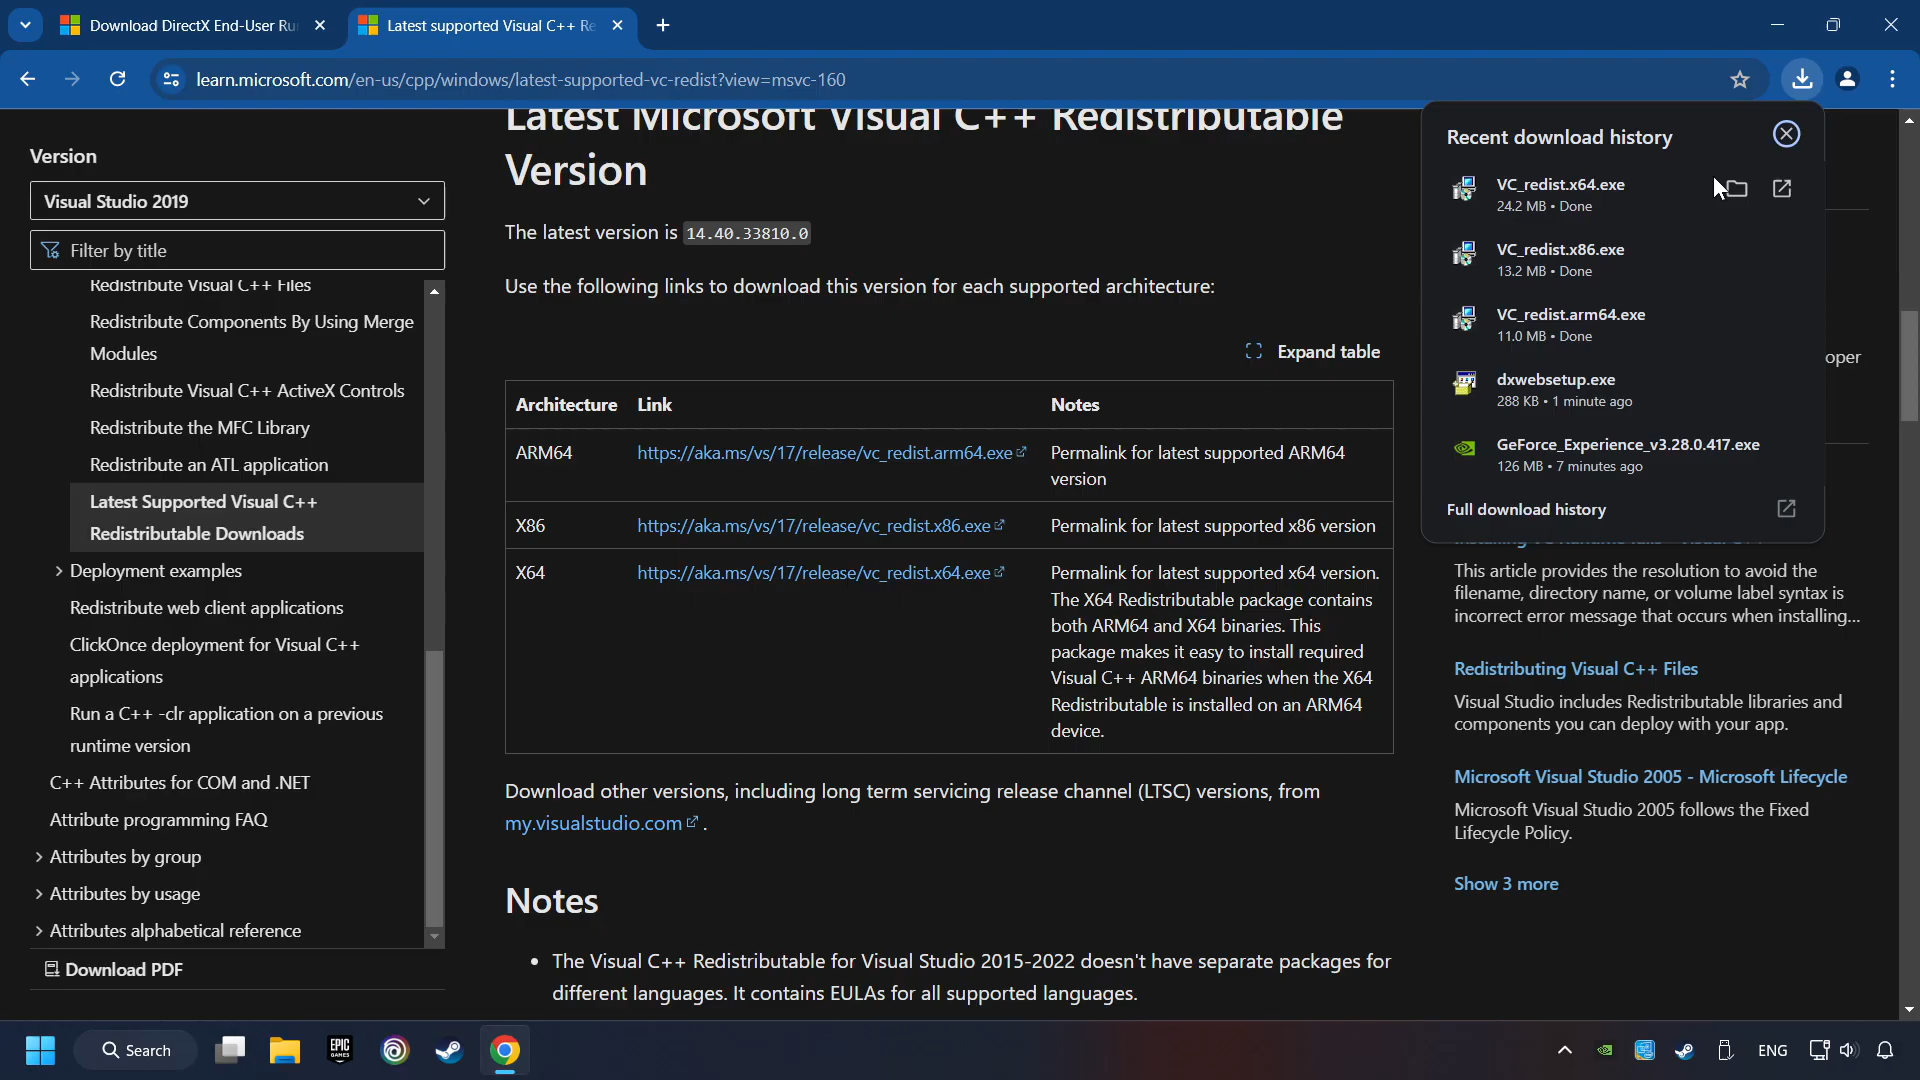 Download DirectX End-User Ru
Latest supported Visual C++ Re
learn.microsoft.com/en-us/cpp/windows/latest-supported-vc-redist?view=msvc-160
Version
Visual Studio 2019
Filter by title
Redistribute Visual C++ Files
Redistribute Components By Using Merge
Modules
Redistribute Visual C++ ActiveX Controls
Redistribute the MFC Library
Redistribute an ATL application
Latest Supported Visual C++
Redistributable Downloads
Deployment examples
Redistribute web client applications
ClickOnce deployment for Visual C++
applications
Run a C++ -clr application on a previous
runtime version
C++ Attributes for COM and .NET
Attribute programming FAQ
Attributes by group
Attributes by usage
Attributes alphabetical reference
Download PDF
Latest Microsoft Visual C++ Redistributable
Version
The latest version is 14.40.33810.0
Use the following links to download this version for each supported architecture:
Expand table
Architecture Link Notes
ARM64 https://aka.ms/vs/17/release/vc_redist.arm64.exe Permalink for latest supported ARM64
version
X86 https://aka.ms/vs/17/release/vc_redist.x86.exe Permalink for latest supported x86 version
X64 https://aka.ms/vs/17/release/vc_redist.x64.exe Permalink for latest supported x64 version.
The X64 Redistributable package contains
both ARM64 and X64 binaries. This
package makes it easy to install required
Visual C++ ARM64 binaries when the X64
Redistributable is installed on an ARM64
device.
Download other versions, including long term servicing release channel (LTSC) versions, from
my.visualstudio.com .
Notes
• The Visual C++ Redistributable for Visual Studio 2015-2022 doesn't have separate packages for
different languages. It contains EULAs for all supported languages.
Recent download history
VC_redist.x64.exe
24.2 MB • Done
VC_redist.x86.exe
13.2 MB • Done
VC_redist.arm64.exe
11.0 MB • Done
dxwebsetup.exe
288 KB • 1 minute ago
GeForce_Experience_v3.28.0.417.exe
126 MB • 7 minutes ago
Full download history
oper
This article provides the resolution to avoid the
filename, directory name, or volume label syntax is
incorrect error message that occurs when installing...
Redistributing Visual C++ Files
Visual Studio includes Redistributable libraries and
components you can deploy with your app.
Microsoft Visual Studio 2005 - Microsoft Lifecycle
Microsoft Visual Studio 2005 follows the Fixed
Lifecycle Policy.
Show 3 more
Search
EPIC
GAMES
ENG